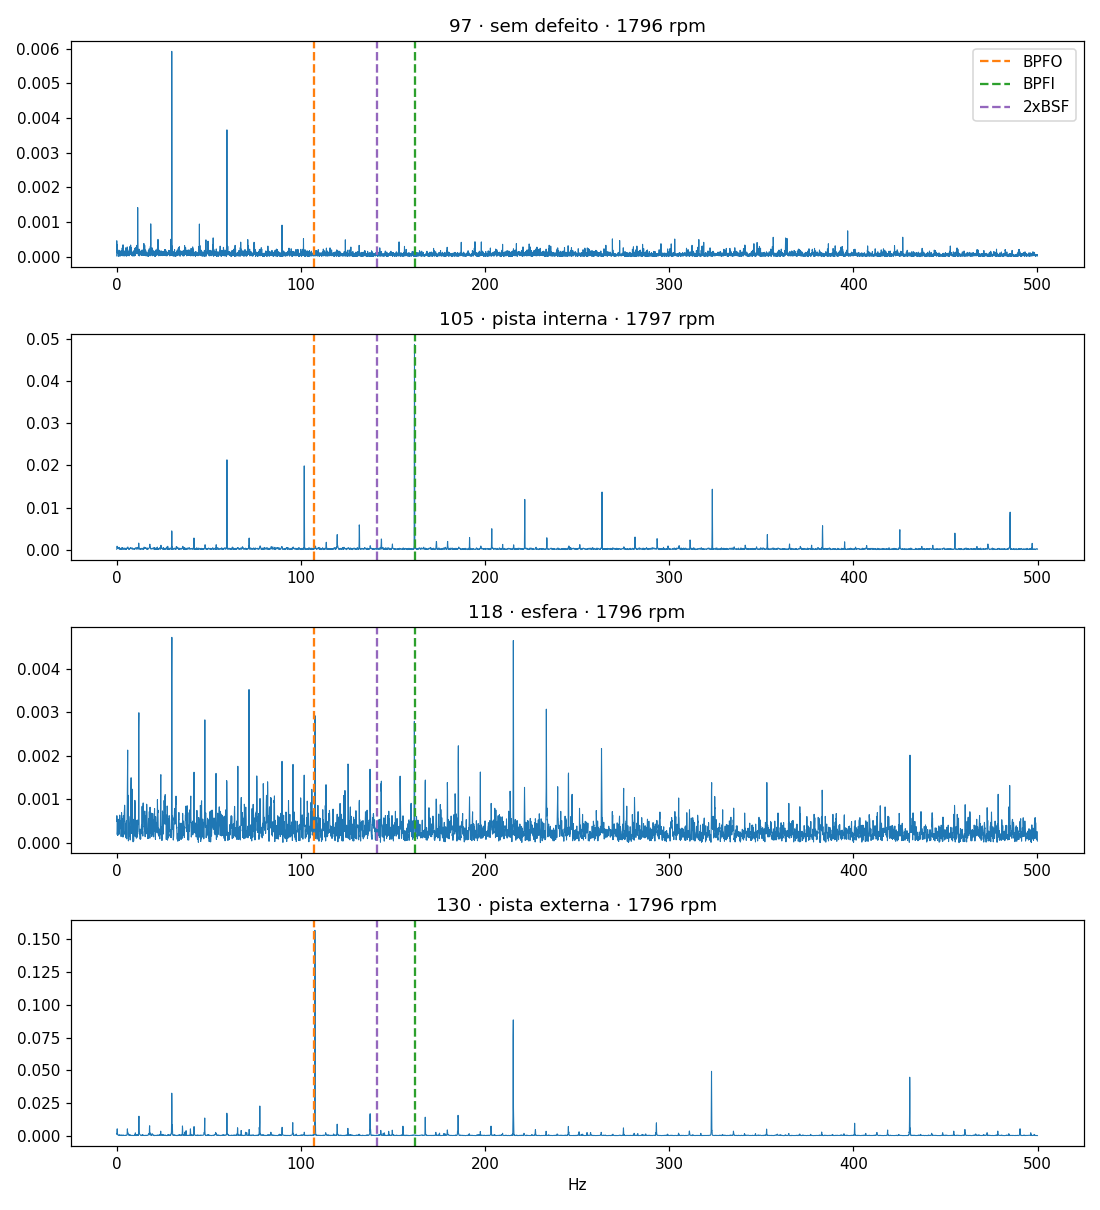 97 · sem defeito · 1796 rpm
0.006
0.005
0.004
0.003
0.002
0.001
0.000
BPFO
BPFI
2xBSF
0 100 200 300 400 500
105 · pista interna · 1797 rpm
0.05
0.04
0.03
0.02
0.01
0.00
0 100 200 300 400 500
118 · esfera · 1796 rpm
0.004
0.003
0.002
0.001
0.000
0 100 200 300 400 500
130 · pista externa · 1796 rpm
0.150
0.125
0.100
0.075
0.050
0.025
0.000
0 100 200 300 400 500
Hz